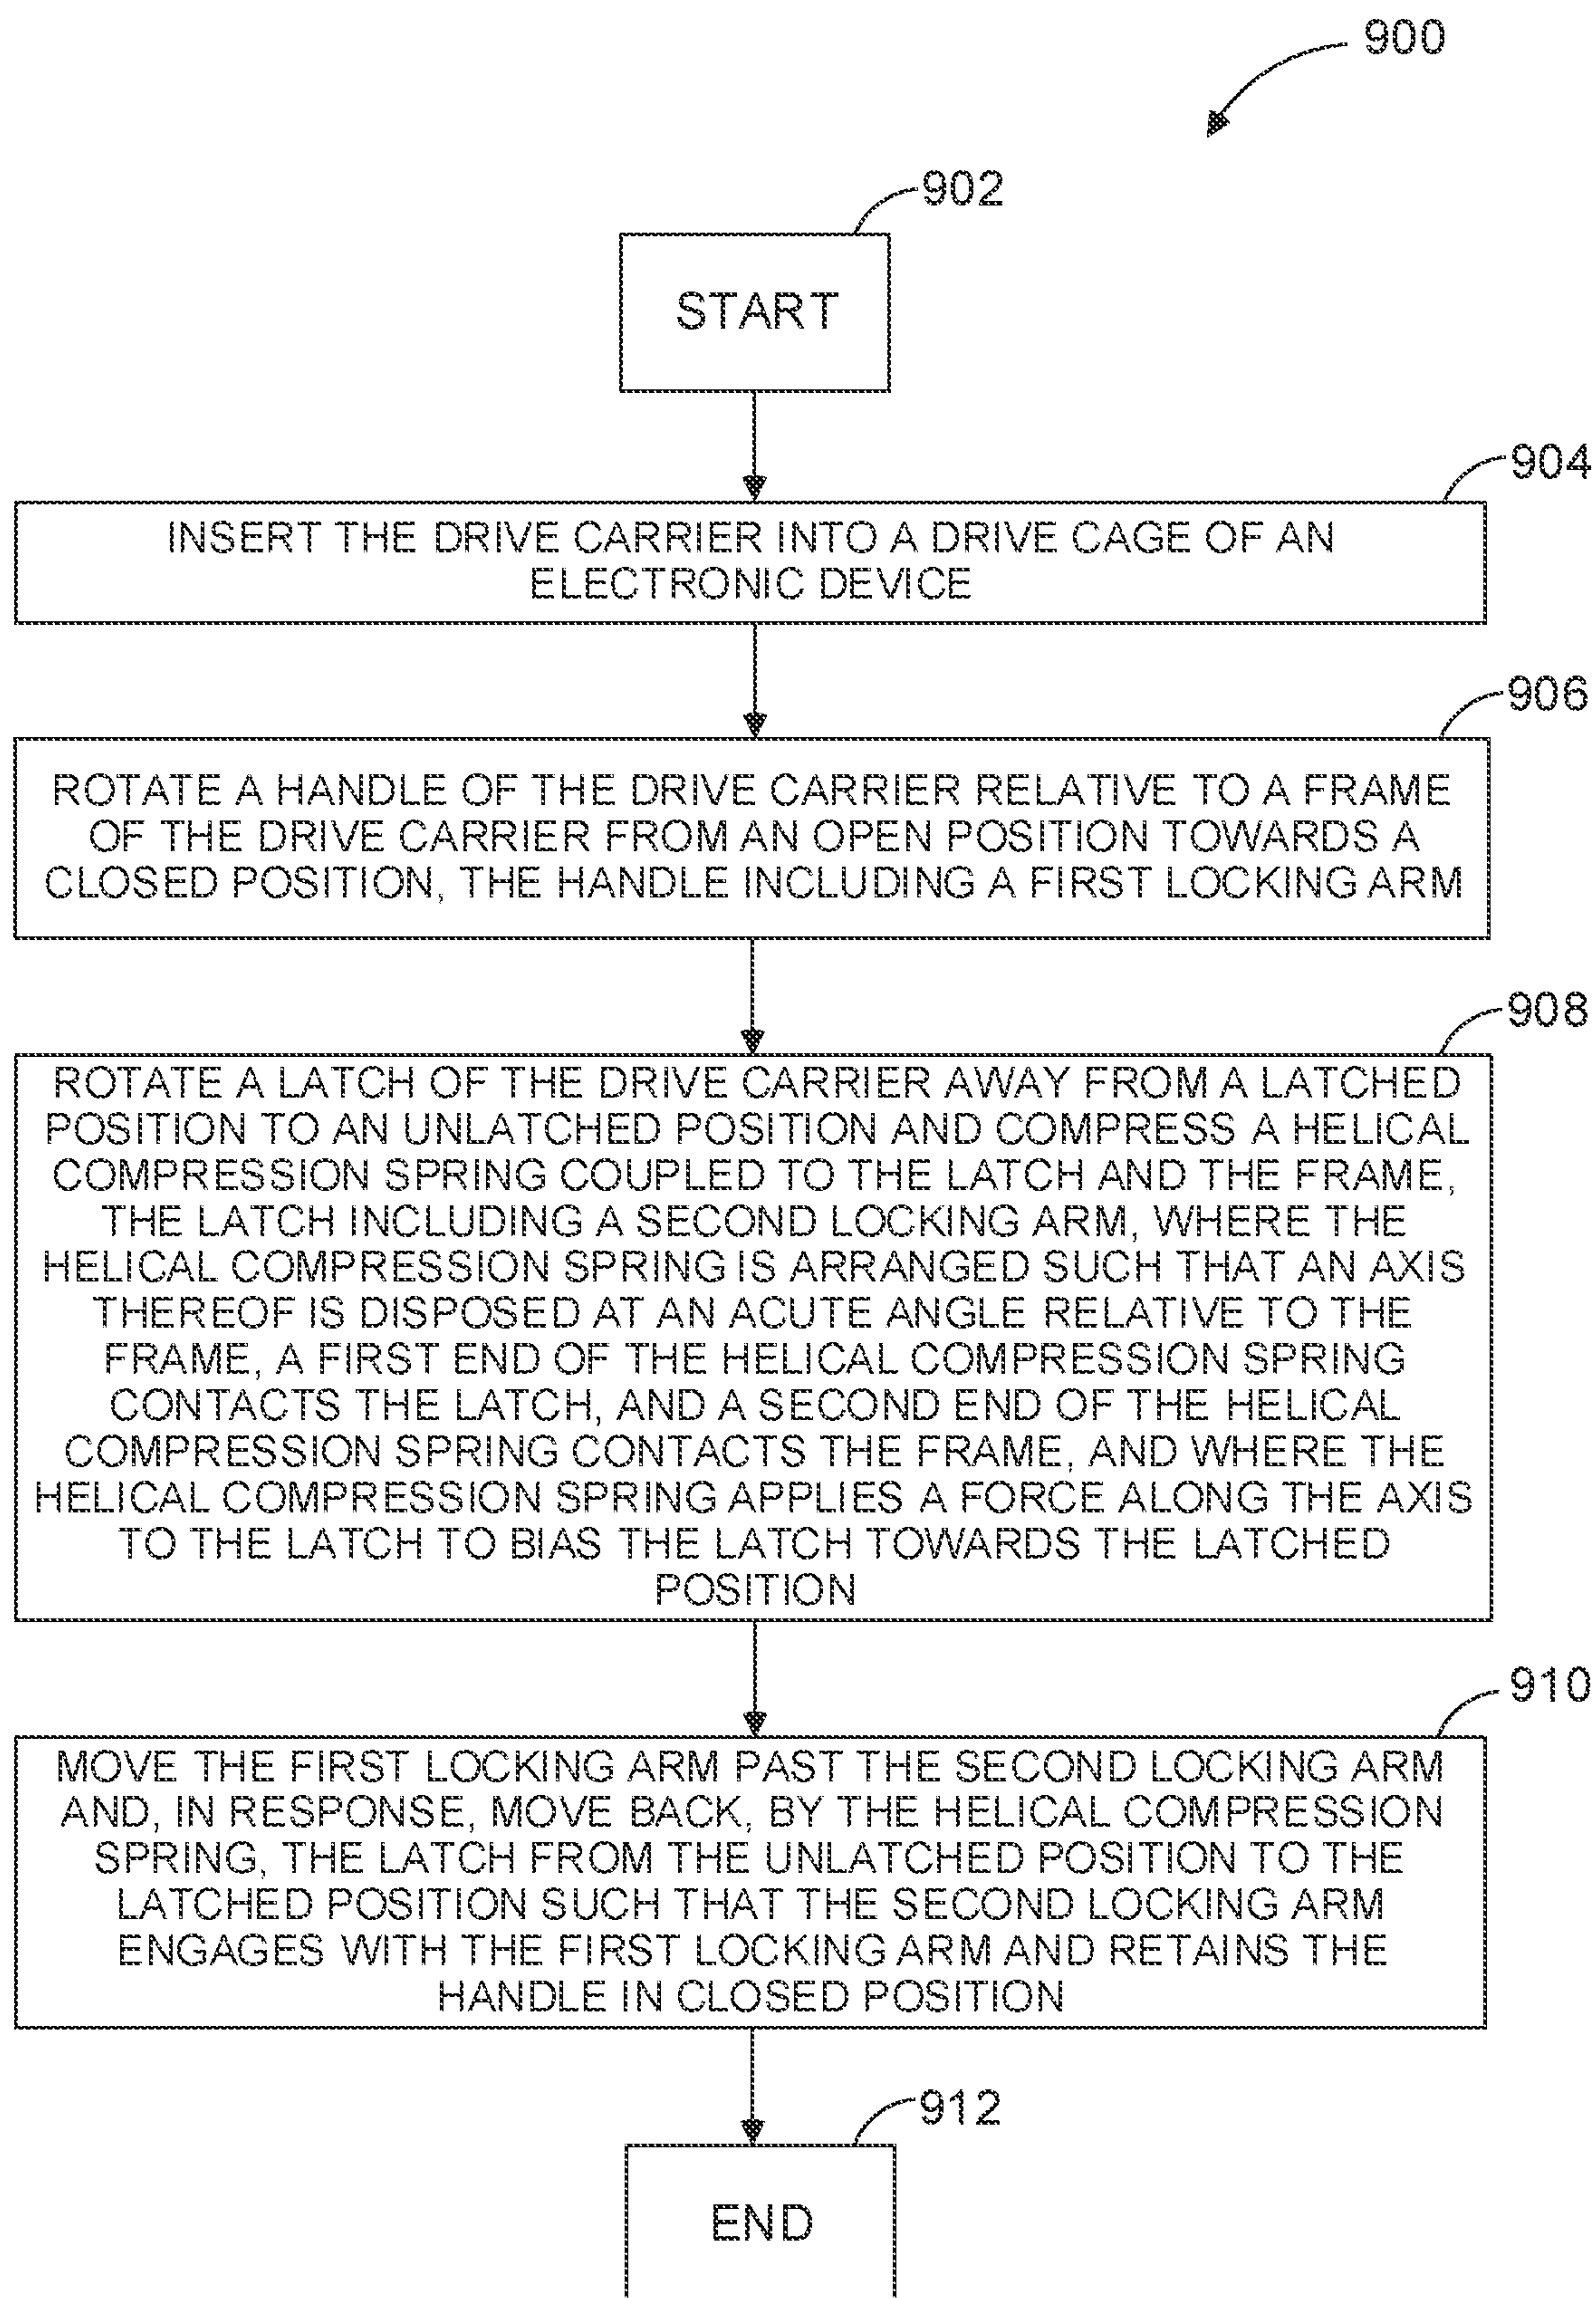 900
902
START
904
INSERT THE DRIVE CARRIER INTO A DRIVE CAGE OF AN
ELECTRONIC DEVICE
906
ROTATE A HANDLE OF THE DRIVE CARRIER RELATIVE TO A FRAME
OF THE DRIVE CARRIER FROM AN OPEN POSITION TOWARDS A
CLOSED POSITION, THE HANDLE INCLUDING A FIRST LOCKING ARM
908
ROTATE A LATCH OF THE DRIVE CARRIER AWAY FROM A LATCHED
POSITION TO AN UNLATCHED POSITION AND COMPRESS A HELICAL
COMPRESSION SPRING COUPLED TO THE LATCH AND THE FRAME,
THE LATCH INCLUDING A SECOND LOCKING ARM, WHERE THE
HELICAL COMPRESSION SPRING IS ARRANGED SUCH THAT AN AXIS
THEREOF IS DISPOSED AT AN ACUTE ANGLE RELATIVE TO THE
FRAME, A FIRST END OF THE HELICAL COMPRESSION SPRING
CONTACTS THE LATCH, AND A SECOND END OF THE HELICAL
COMPRESSION SPRING CONTACTS THE FRAME, AND WHERE THE
HELICAL COMPRESSION SPRING APPLIES A FORCE ALONG THE AXIS
TO THE LATCH TO BIAS THE LATCH TOWARDS THE LATCHED
POSITION
910
MOVE THE FIRST LOCKING ARM PAST THE SECOND LOCKING ARM
AND, IN RESPONSE, MOVE BACK, BY THE HELICAL COMPRESSION
SPRING, THE LATCH FROM THE UNLATCHED POSITION TO THE
LATCHED POSITION SUCH THAT THE SECOND LOCKING ARM
ENGAGES WITH THE FIRST LOCKING ARM AND RETAINS THE
HANDLE IN CLOSED POSITION
912
END